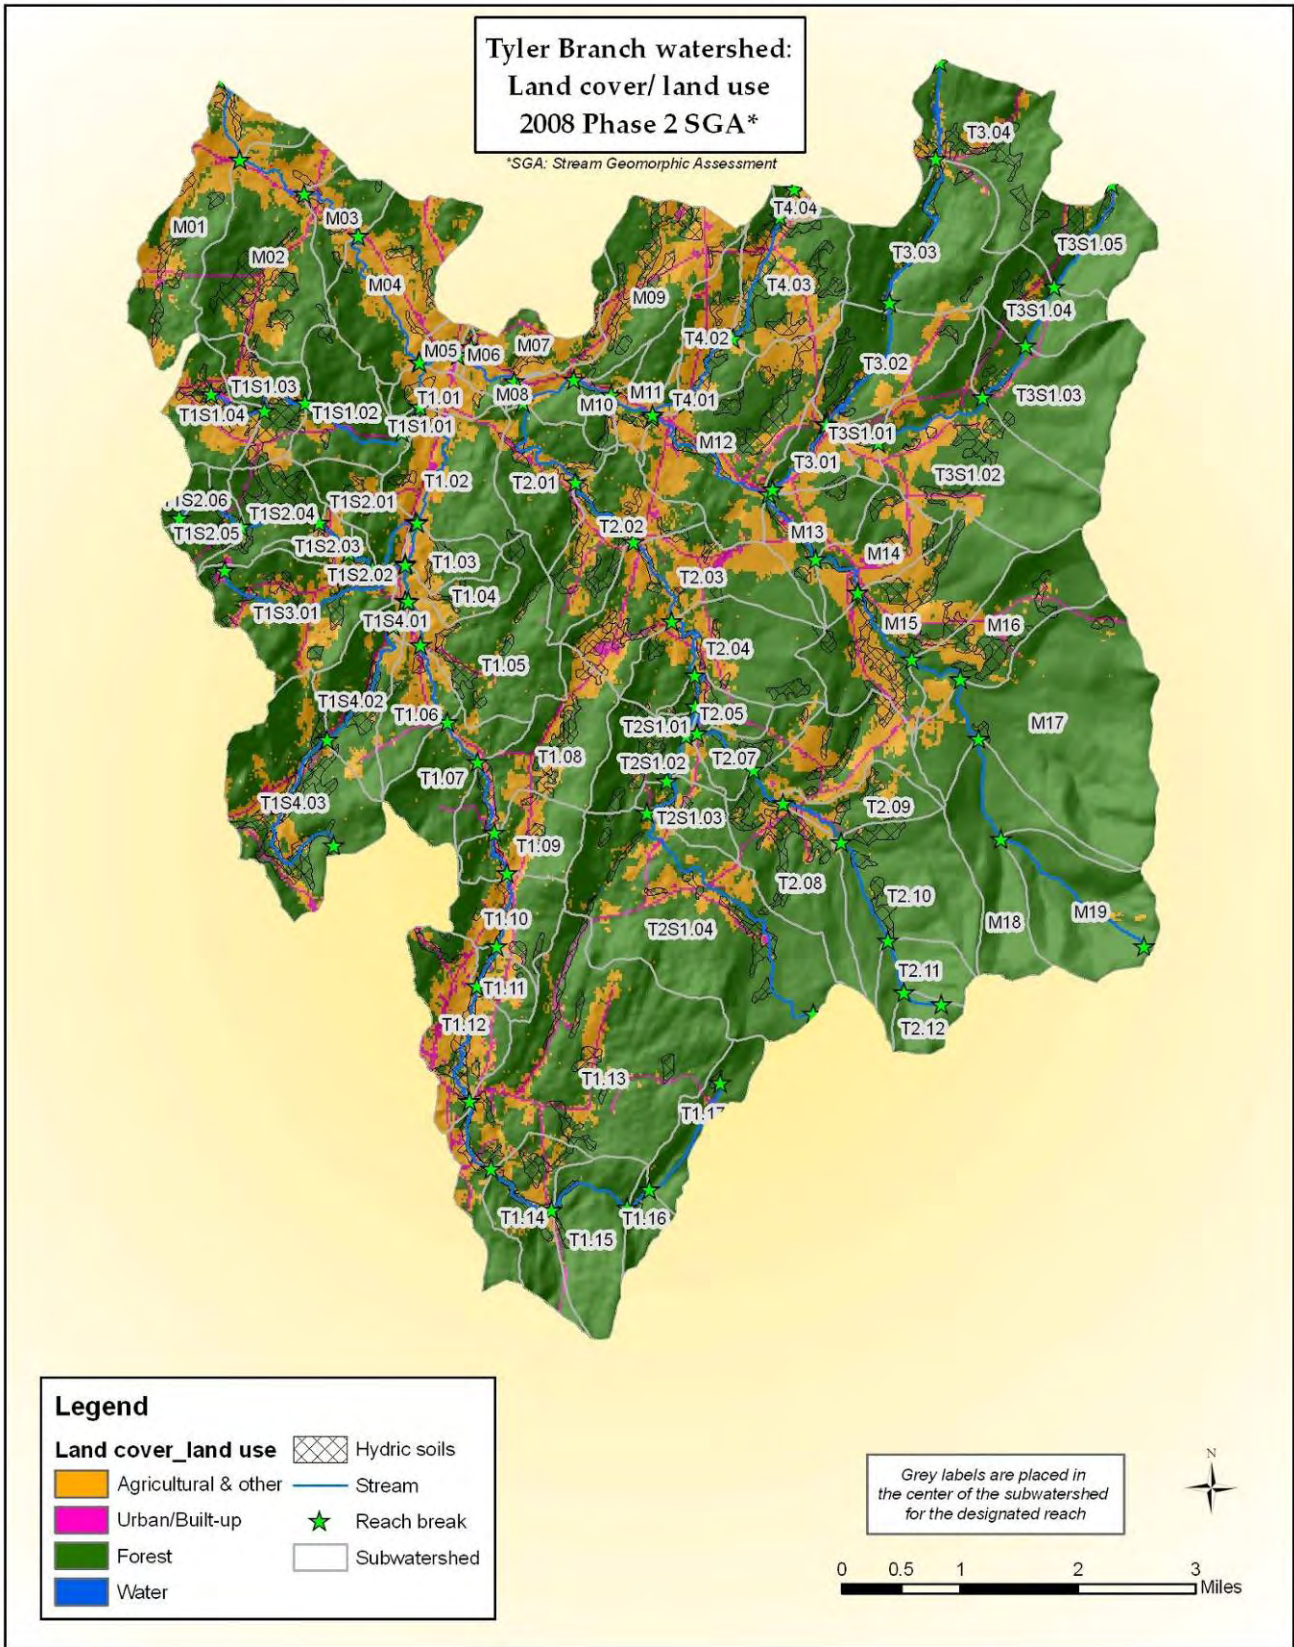 Tyler Branch watershed:
Land cover/ land use
2008 Phase 2 SGA*
*SGA: Stream Geomorphic Assessment
T3.04
T4.04
M01
M03
M02
T3.03
T3S1.05
M04
M09
T4.03
T3S1.04
T4.02
M05
M06
M07
T3.02
T1S1.03
T1.01
M08
M10
M11
T4.01
T3S1.03
T1S1.04
T1S1.02
T1S1.01
M12
T3S1.01
T3.01
T1.02
T2.01
T3S1.02
T1S2.06
T1S2.01
T1S2.04
T2.02
M13
T1S2.05
T1S2.03
M14
T1S2.02
T1.03
T2.03
T1S3.01
T1.04
T1S4.01
M15
M16
T2.04
T1.05
T1S4.02
T1.06
T2S1.01
T2.05
M17
T1.08
T2S1.02
T2.07
T1.07
T1S4.03
T2S1.03
T2.09
T1.09
T2.08
T2.10
T1.10
T2S1.04
M18
M19
T2.11
T1.11
T1.12
T2.12
T1.13
T1.17
T1.14
T1.15
T1.16
Legend
Land cover_land use
Agricultural & other
Urban/Built-up
Forest
Water
Hydric soils
Stream
Reach break
Subwatershed
Grey labels are placed in
the center of the subwatershed
for the designated reach
N
0 0.5 1 2 3
Miles